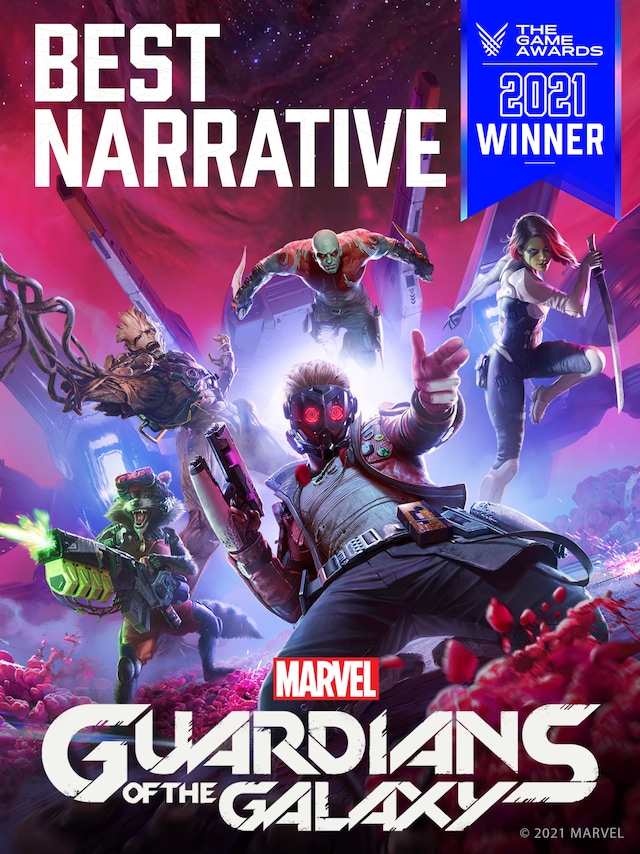 BEST
NARRATIVE
THE
GAME
AWARDS
2021
WINNER
MARVEL
GUARDIANS
OF THE
GALAXY
© 2021 MARVEL